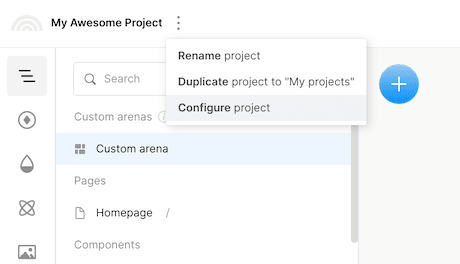 My Awesome Project
Rename project
Duplicate project to "My projects"
Configure project
Search
Custom arenas
Custom arena
Pages
Homepage /
Components